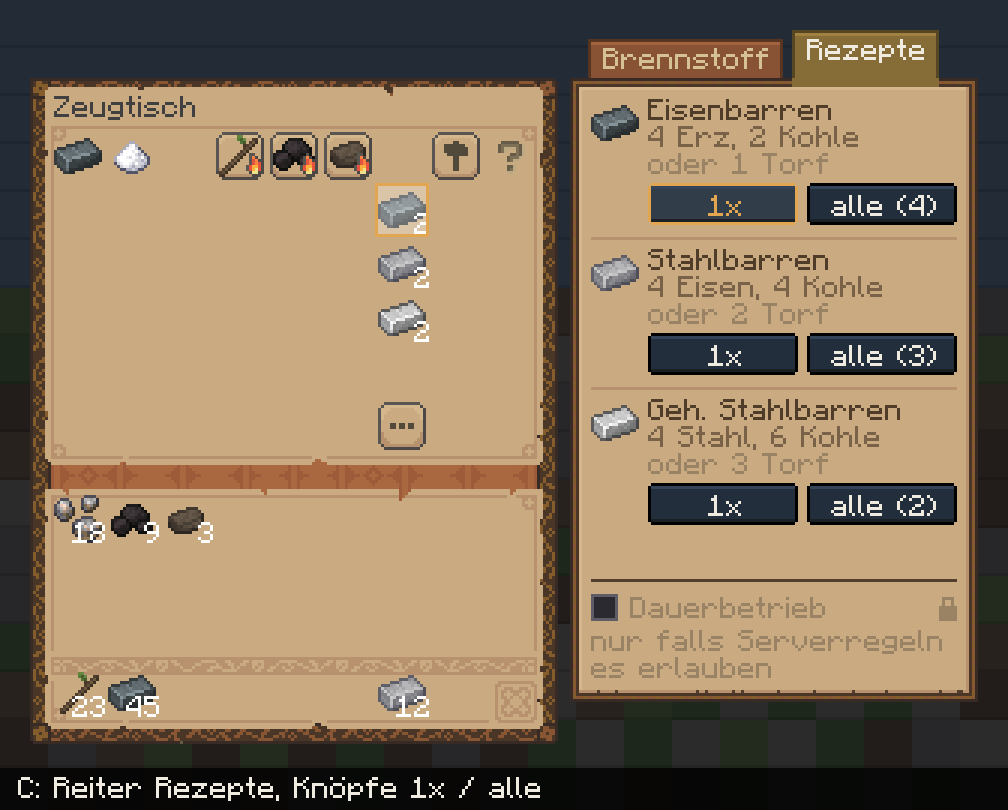 Brennstoff
Rezepte
Zeugtisch
?
2
2
2
...
18
9
3
23
45
12
Eisenbarren
4 Erz, 2 Kohle
oder 1 Torf
1x
alle (4)
Stahlbarren
4 Eisen, 4 Kohle
oder 2 Torf
1x
alle (3)
Geh. Stahlbarren
4 Stahl, 6 Kohle
oder 3 Torf
1x
alle (2)
Dauerbetrieb
nur falls Serverregeln
es erlauben
C: Reiter Rezepte, Knöpfe 1x / alle